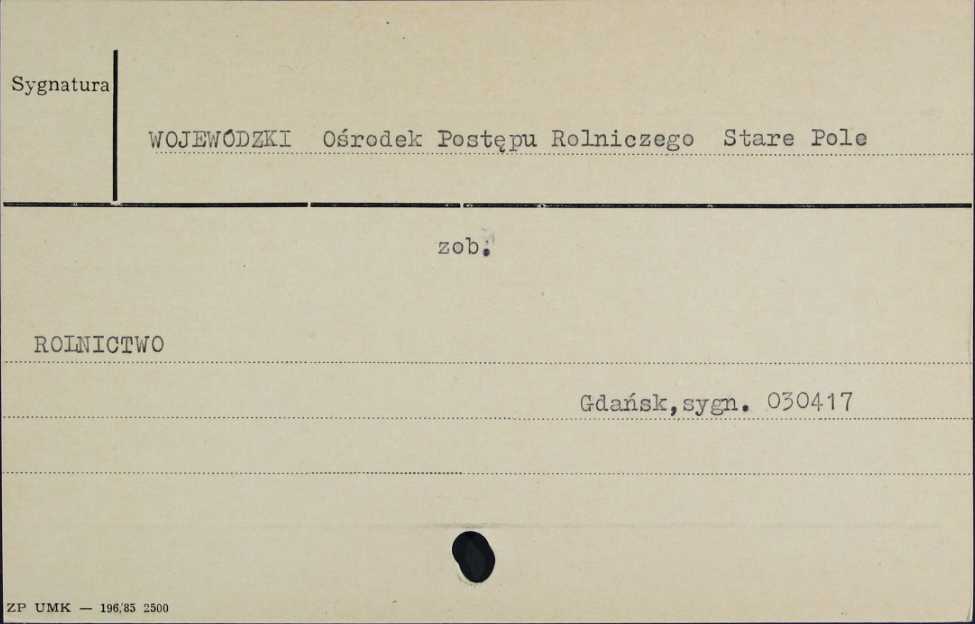 Sygnatura
WOJEWÓDZKI Ośrodek Postępu Rolniczego Stare Pole
zob.
ROLNICTWO
Gdańsk,sygn. 030417
ZP UMK — 196/85 2500